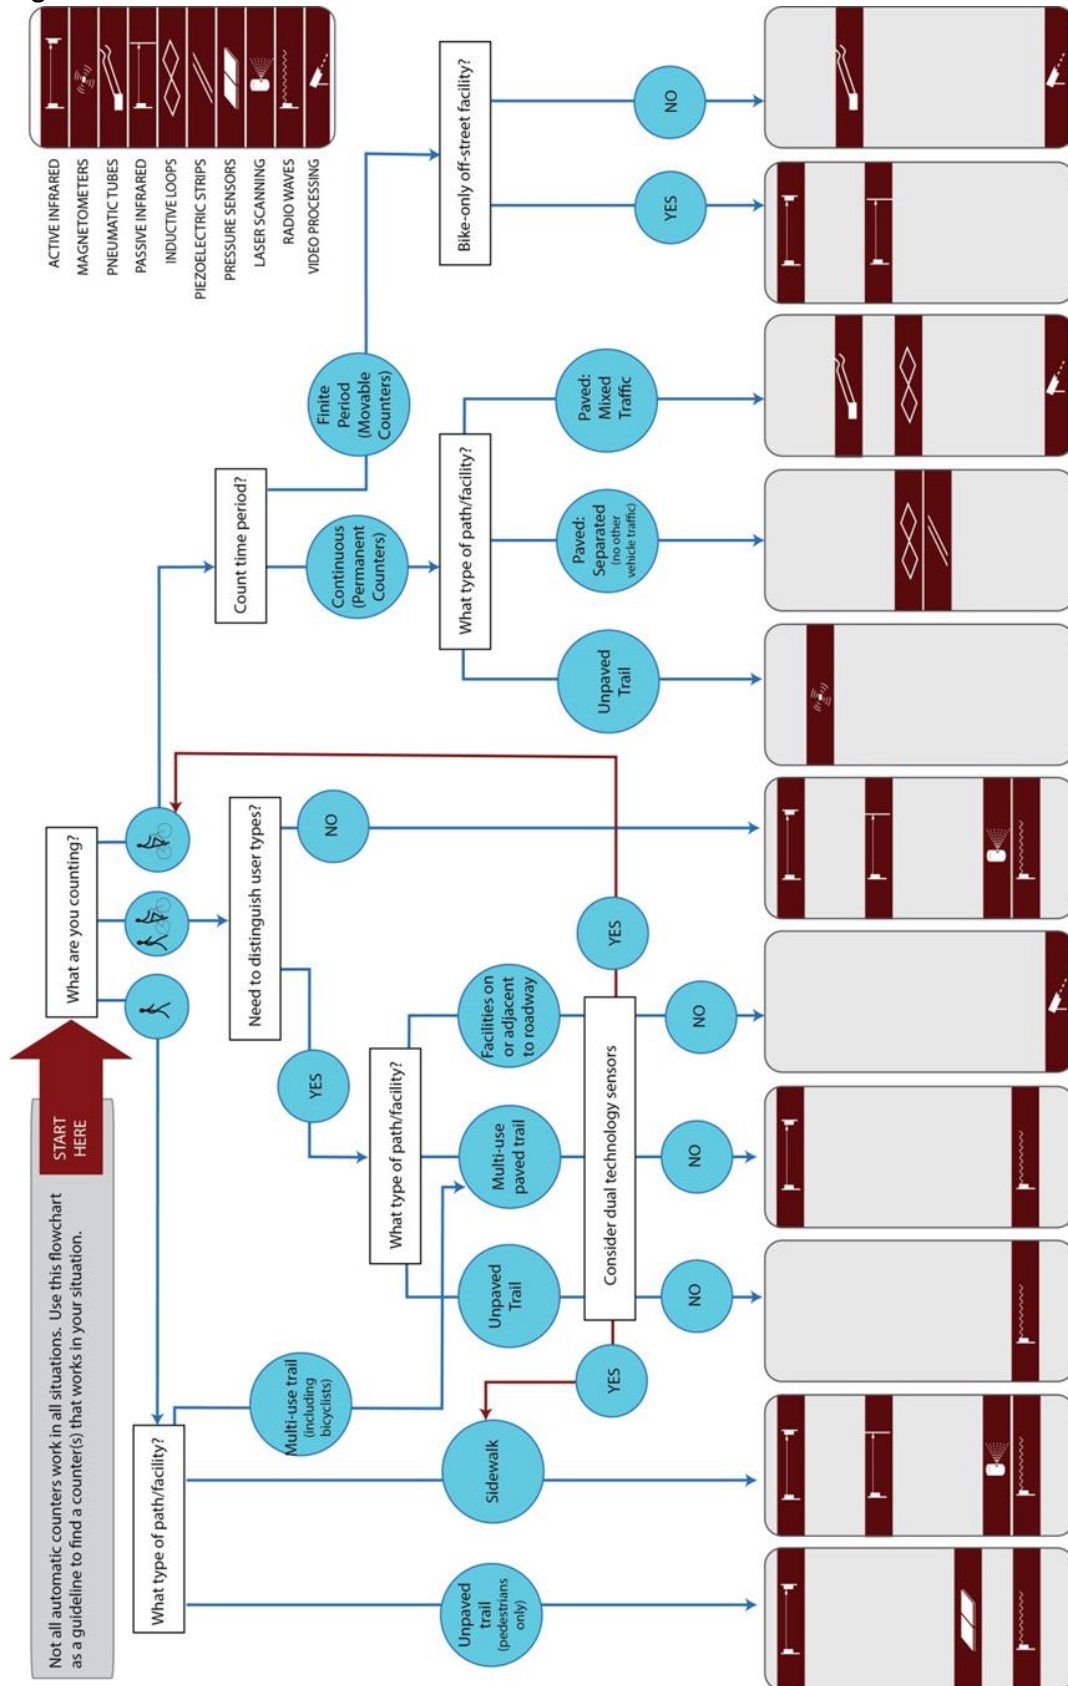 Not all automatic counters work in all situations. Use this flowchart
as a guideline to find a counter(s) that works in your situation.
START
HERE
What are you counting?
ACTIVE INFRARED
MAGNETOMETERS
PNEUMATIC TUBES
PASSIVE INFRARED
INDUCTIVE LOOPS
PIEZOELECTRIC STRIPS
PRESSURE SENSORS
LASER SCANNING
RADIO WAVES
VIDEO PROCESSING
What type of path/facility?
Need to distinguish user types?
Count time period?
Multi-use trail
(including
bicyclists)
YES
NO
Continuous
(Permanent
Counters)
Finite
Period
(Movable
Counters)
What type of path/facility?
What type of path/facility?
Bike-only off-street facility?
Unpaved
trail
(pedestrians
only)
Sidewalk
Unpaved
Trail
Multi-use
paved trail
Facilities on
or adjacent
to roadway
Unpaved
Trail
Paved:
Separated
(no other
vehicle traffic)
Paved:
Mixed
Traffic
YES
NO
YES
Consider dual technology sensors
YES
NO
NO
NO